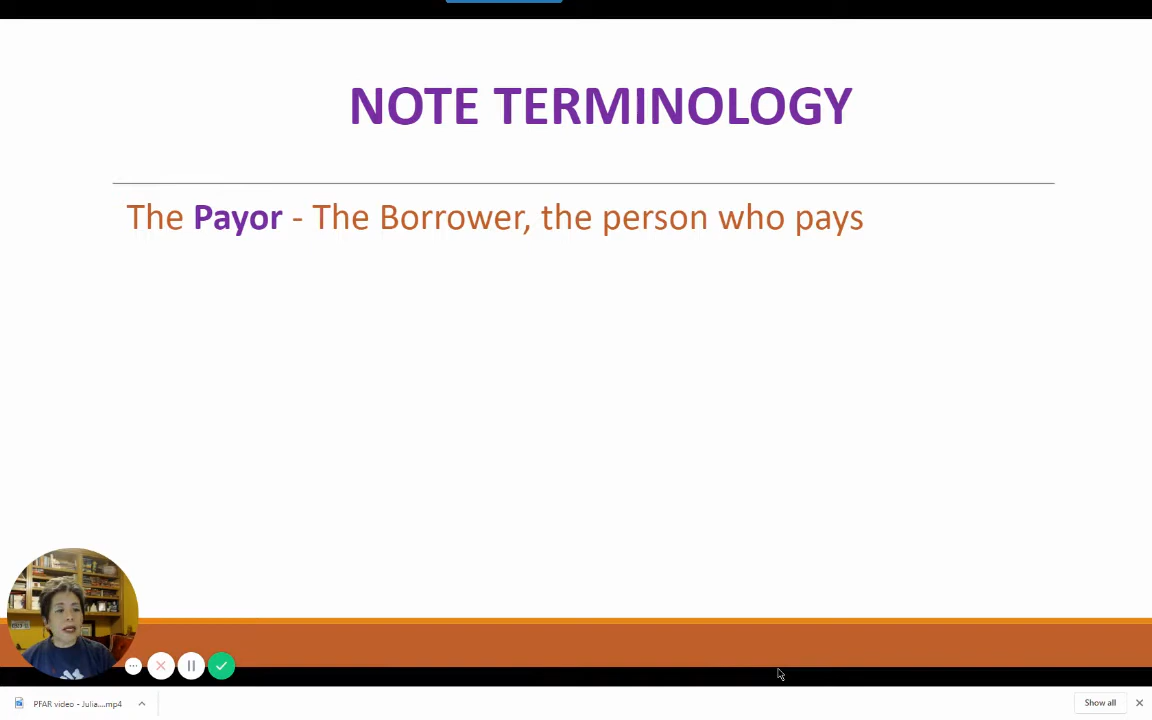 NOTE TERMINOLOGY
The Payor - The Borrower, the person who pays
PFAR video - Julia....mp4
Show all